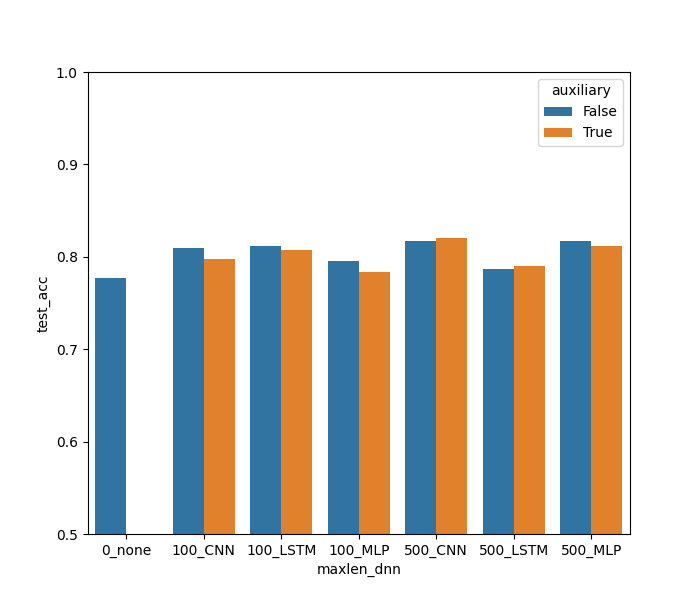 1.0
0.9
0.8
0.7
0.6
0.5
test_acc
auxiliary
False
True
0_none 100_CNN 100_LSTM 100_MLP 500_CNN 500_LSTM 500_MLP
maxlen_dnn